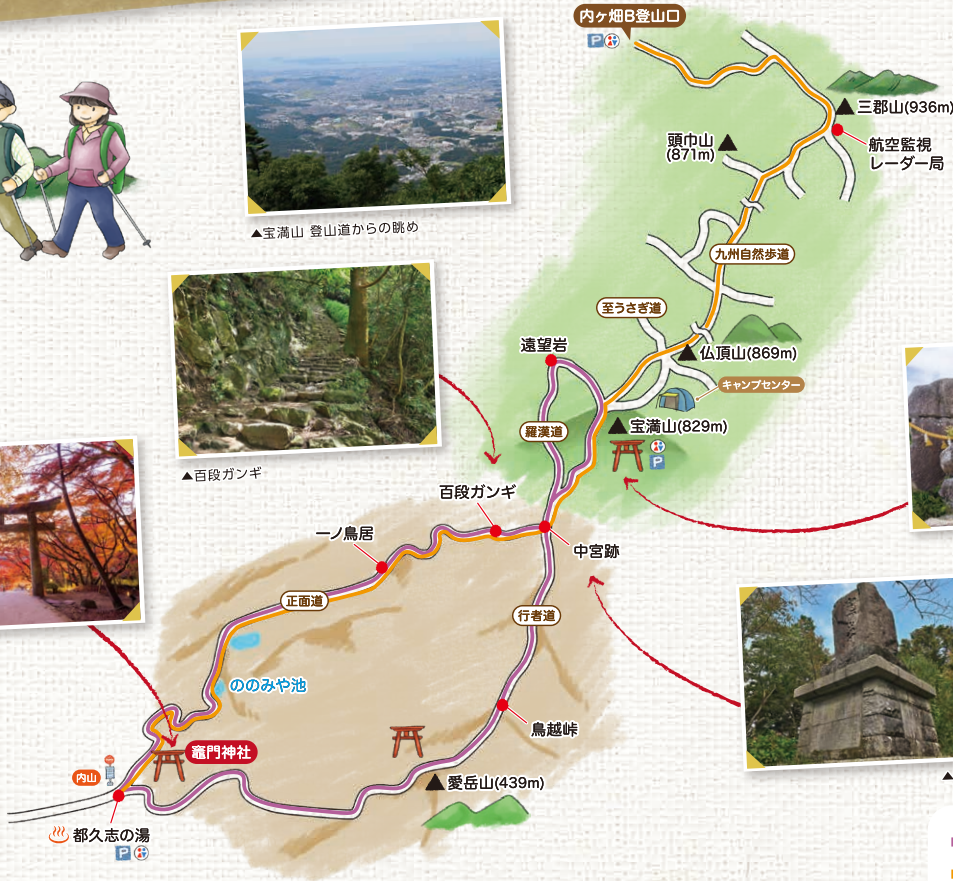 内ヶ畑B登山口
P
三郡山(936m)
頭巾山
(871m)
航空監視
レーダー局
▲宝満山 登山道からの眺め
九州自然歩道
至うさぎ道
遠望岩
仏頂山(869m)
キャンプセンター
羅漢道
宝満山(829m)
P
▲百段ガンギ
百段ガンギ
一ノ鳥居
中宮跡
正面道
行者道
ののみや池
鳥越峠
竈門神社
内山
愛岳山(439m)
都久志の湯
P